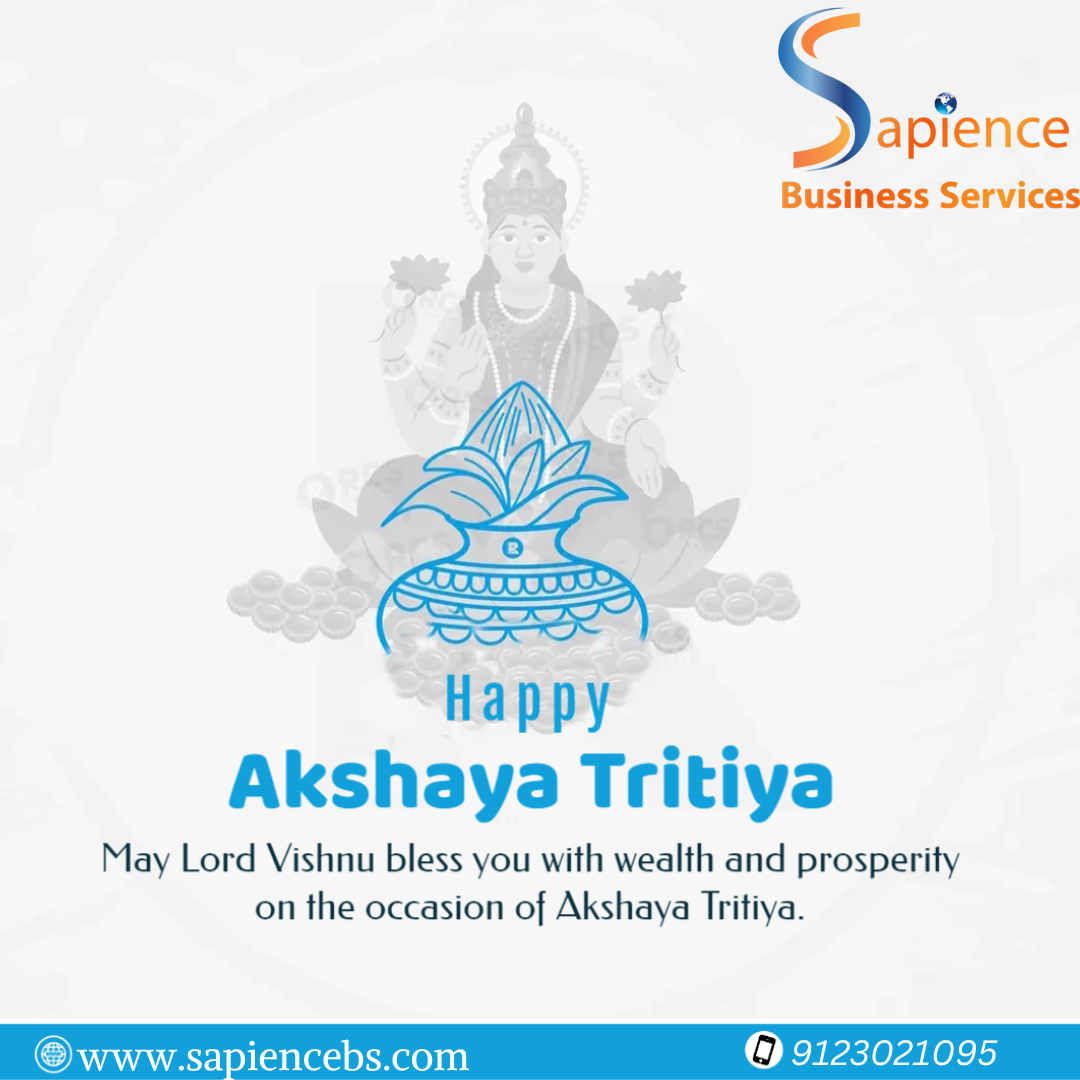 Sapience
Business Services
Happy
Akshaya Tritiya
May Lord Vishnu bless you with wealth and prosperity
on the occasion of Akshaya Tritiya.
www.sapiencebs.com
9123021095